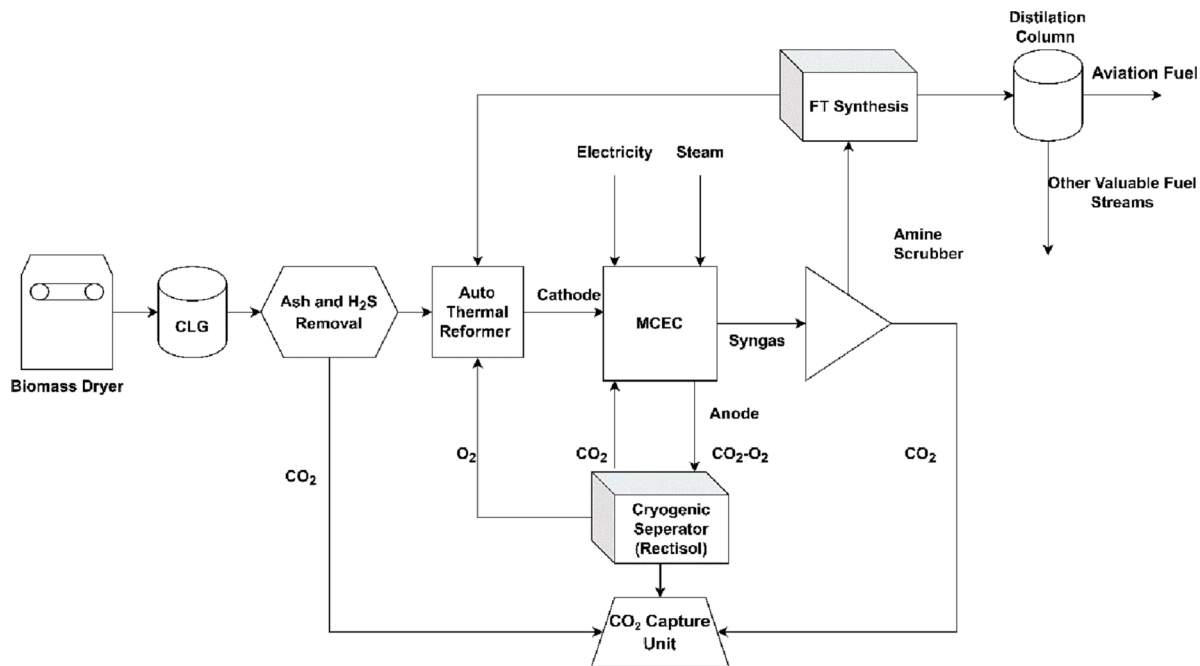 Distilation
Column
Aviation Fuel
FT Synthesis
Electricity
Steam
Other Valuable Fuel
Streams
Amine
Scrubber
Ash and H₂S
Removal
Auto
Thermal
Reformer
Cathode
MCEC
CLG
Syngas
Biomass Dryer
Anode
CO₂
O₂
CO₂
CO₂-O₂
CO₂
Cryogenic
Seperator
(Rectisol)
CO₂ Capture
Unit